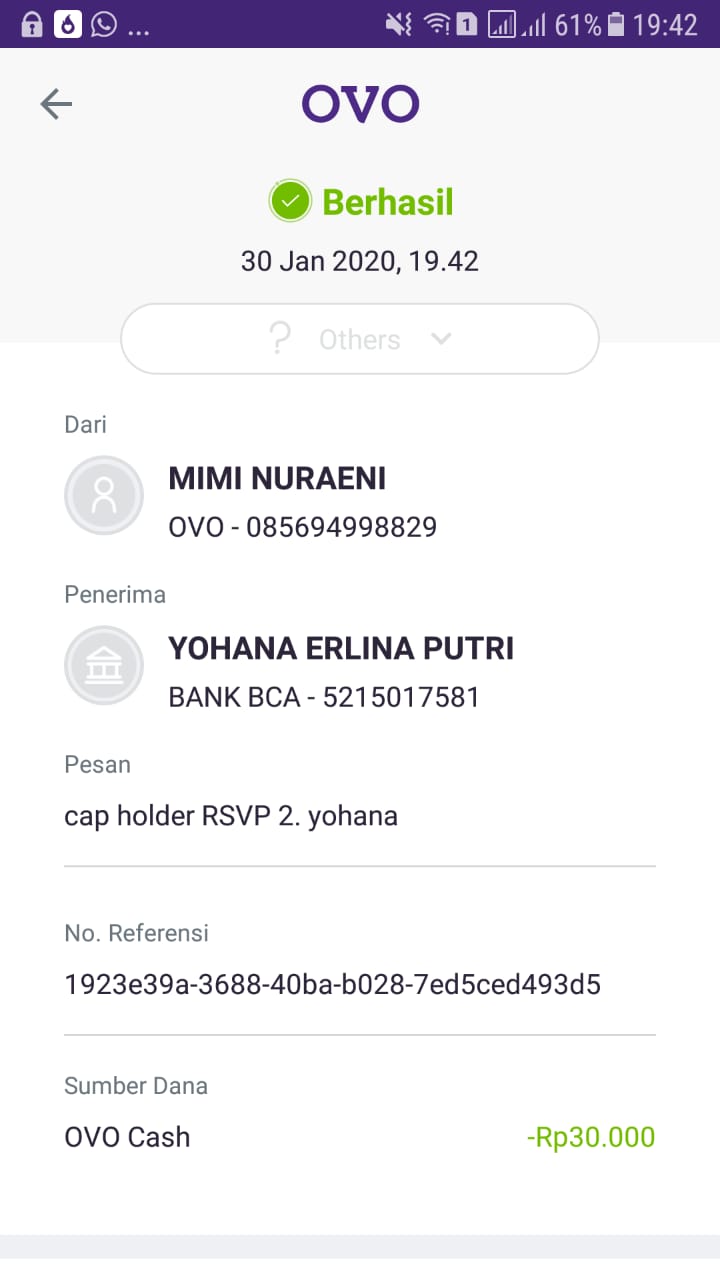 ... 1 61% 19:42
OVO
Berhasil
30 Jan 2020, 19.42
? Others
Dari
MIMI NURAENI
OVO - 085694998829
Penerima
YOHANA ERLINA PUTRI
BANK BCA - 5215017581
Pesan
cap holder RSVP 2. yohana
No. Referensi
1923e39a-3688-40ba-b028-7ed5ced493d5
Sumber Dana
OVO Cash -Rp30.000